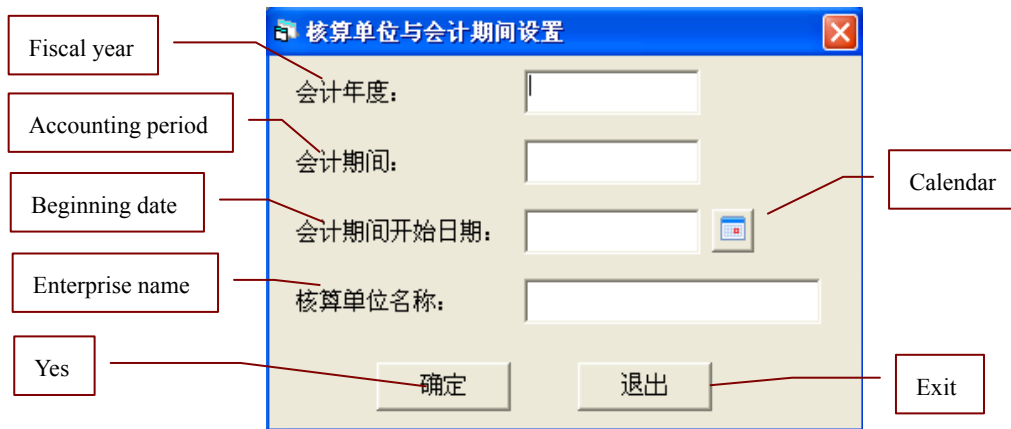 核算单位与会计期间设置
Fiscal year
会计年度：
Accounting period
会计期间：
Beginning date
会计期间开始日期：
Calendar
Enterprise name
核算单位名称：
Yes
确定
退出
Exit